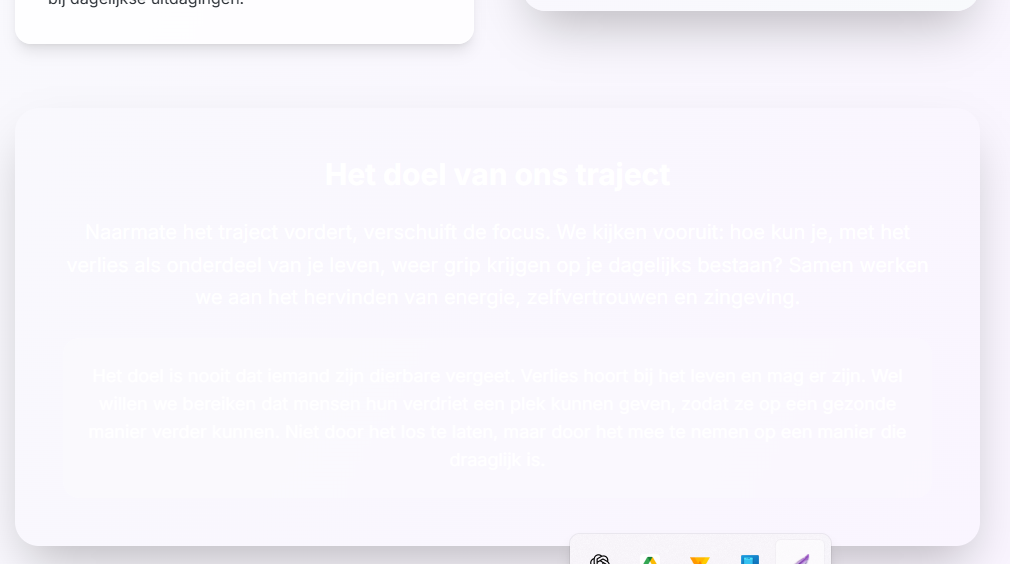 bij dagelijkse uitdagingen.
Het doel van ons traject
Naarmate het traject vordert, verschuift de focus. We kijken vooruit: hoe kun je, met het
verlies als onderdeel van je leven, weer grip krijgen op je dagelijks bestaan? Samen werken
we aan het hervinden van energie, zelfvertrouwen en zingeving.
Het doel is nooit dat iemand zijn dierbare vergeet. Verlies hoort bij het leven en mag er zijn. Wel
willen we bereiken dat mensen hun verdriet een plek kunnen geven, zodat ze op een gezonde
manier verder kunnen. Niet door het los te laten, maar door het mee te nemen op een manier die
draaglijk is.